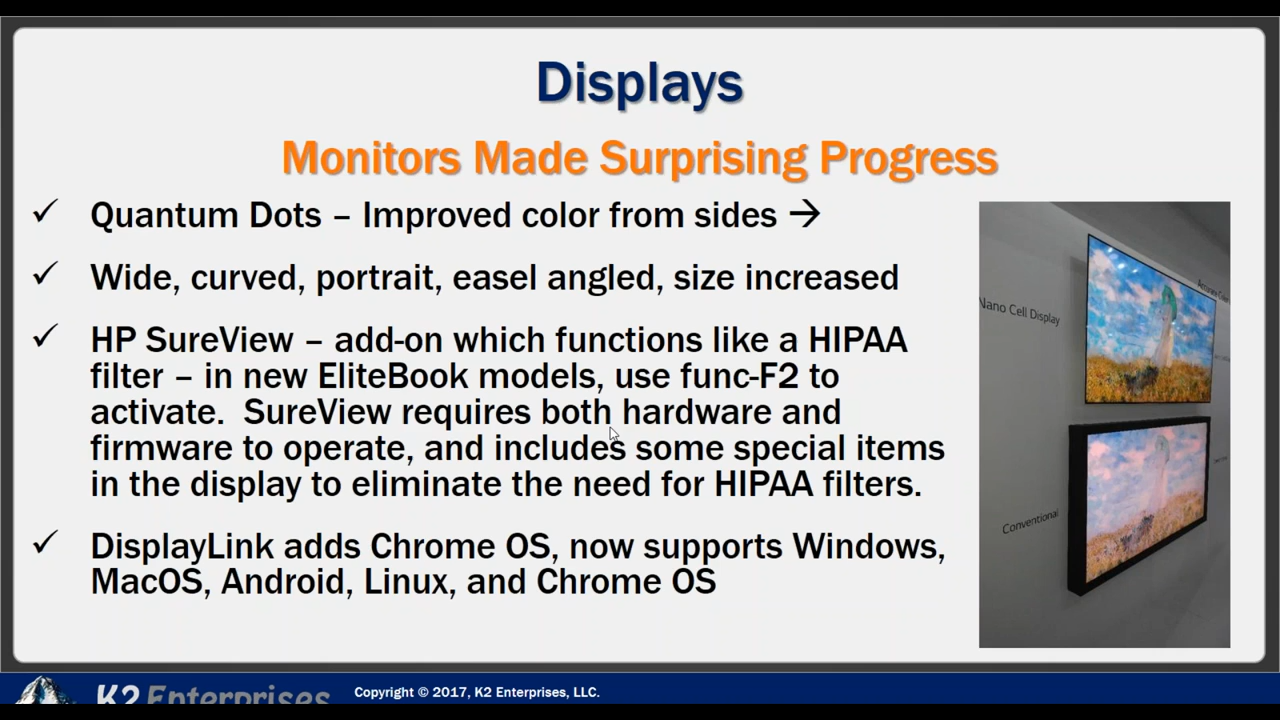 Displays
Monitors Made Surprising Progress
✓ Quantum Dots – Improved color from sides →
✓ Wide, curved, portrait, easel angled, size increased
✓ HP SureView – add-on which functions like a HIPAA
filter – in new EliteBook models, use func-F2 to
activate.  SureView requires both hardware and
firmware to operate, and includes some special items
in the display to eliminate the need for HIPAA filters.
✓ DisplayLink adds Chrome OS, now supports Windows,
MacOS, Android, Linux, and Chrome OS
Nano Cell Display
Conventional
K2 Enterprises
Copyright © 2017, K2 Enterprises, LLC.